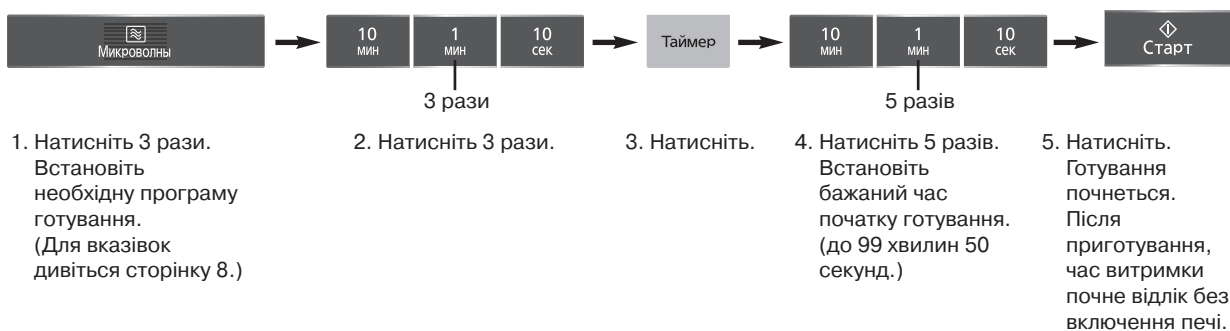 Микроволны
10 мин
1 мин
10 сек
Таймер
10 мин
1 мин
10 сек
Старт
3 рази
5 разів
1. Натисніть 3 рази.
Встановіть
необхідну програму
готування.
(Для вказівок
дивіться сторінку 8.)
2. Натисніть 3 рази.
3. Натисніть.
4. Натисніть 5 разів.
Встановіть
бажаний час
початку готування.
(до 99 хвилин 50
секунд.)
5. Натисніть.
Готування
почнеться.
Після
приготування,
час витримки
почне відлік без
включення печі.